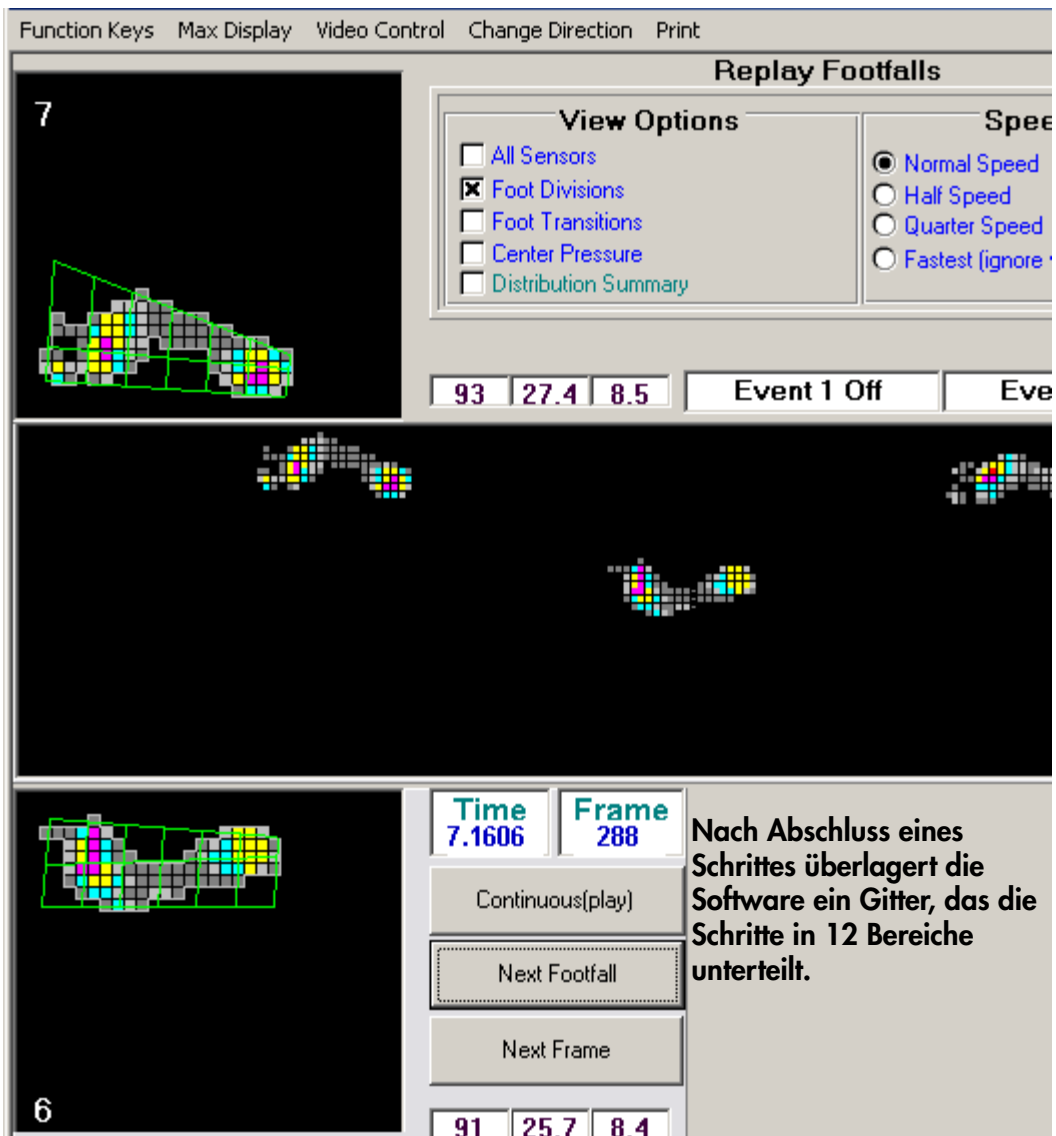 Function Keys Max Display Video Control Change Direction Print
Replay Footfalls
7
View Options
All Sensors
Foot Divisions
Foot Transitions
Center Pressure
Distribution Summary
Normal Speed
Half Speed
Quarter Speed
Fastest (ignore
93 27.4 8.5
Event 1 Off
Time
7.1606
Frame
288
Continuous(play)
Next Footfall
Next Frame
Nach Abschluss eines
Schrittes überlagert die
Software ein Gitter, das die
Schritte in 12 Bereiche
unterteilt.
6
91 25.7 8.4